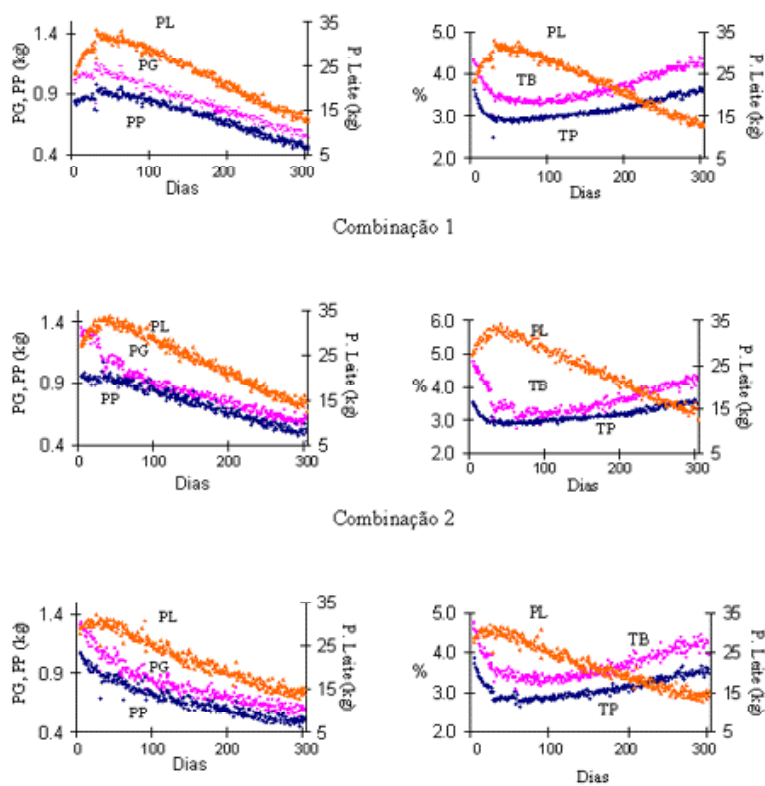 PG, PP (kg)
1.4
0.9
0.4
PL
PG
PP
35
25
15
5
P. Leite (kg)
0
100
200
300
Dias
%
5.0
4.0
3.0
2.0
PL
TB
TP
35
25
15
5
P. Leite (kg)
0
100
200
300
Dias
Combinação 1
PG, PP (kg)
1.4
0.9
0.4
PL
PG
PP
35
25
15
5
P. Leite (kg)
0
100
200
300
Dias
%
6.0
5.0
4.0
3.0
2.0
PL
TB
TP
35
25
15
5
P. Leite (kg)
0
100
200
300
Dias
Combinação 2
PG, PP (kg)
1.4
0.9
0.4
PL
PG
PP
35
25
15
5
P. Leite (kg)
0
100
200
300
Dias
%
5.0
4.0
3.0
2.0
PL
TB
TP
35
25
15
5
P. Leite (kg)
0
100
200
300
Dias